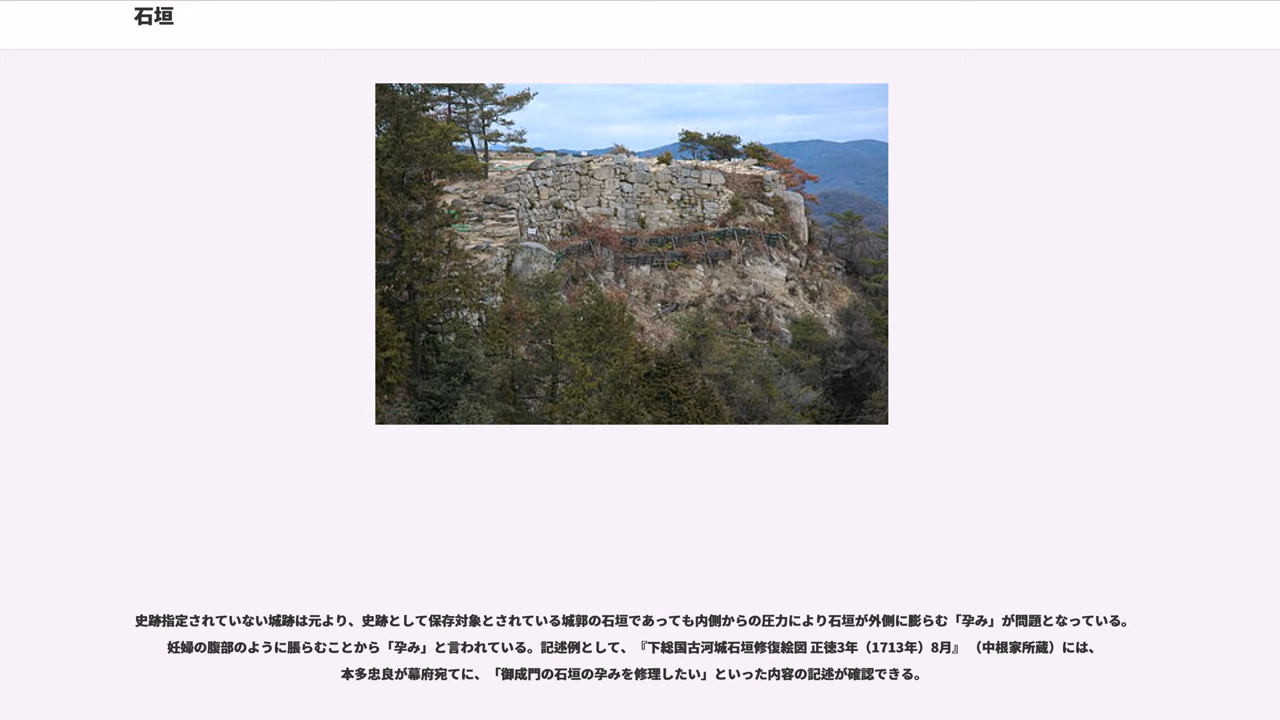 石垣
史跡指定されていない城跡は元より、史跡として保存対象とされている城郭の石垣であっても内側からの圧力により石垣が外側に膨らむ「孕み」が問題となっている。
妊婦の腹部のように脹らむことから「孕み」と言われている。記述例として、『下総国古河城石垣修復絵図 正徳3年（1713年）8月』 （中根家所蔵）には、
本多忠良が幕府宛てに、「御成門の石垣の孕みを修理したい」といった内容の記述が確認できる。